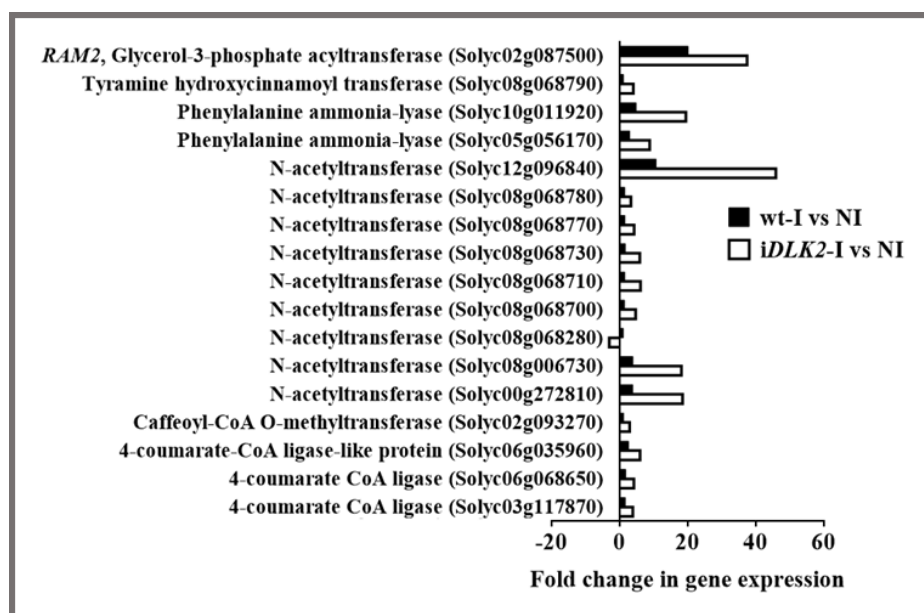 RAM2, Glycerol-3-phosphate acyltransferase (Solyc02g087500)
Tyramine hydroxycinnamoyl transferase (Solyc08g068790)
Phenylalanine ammonia-lyase (Solyc10g011920)
Phenylalanine ammonia-lyase (Solyc05g056170)
N-acetyltransferase (Solyc12g096840)
N-acetyltransferase (Solyc08g068780)
N-acetyltransferase (Solyc08g068770)
N-acetyltransferase (Solyc08g068730)
N-acetyltransferase (Solyc08g068710)
N-acetyltransferase (Solyc08g068700)
N-acetyltransferase (Solyc08g068280)
N-acetyltransferase (Solyc08g006730)
N-acetyltransferase (Solyc00g272810)
Caffeoyl-CoA O-methyltransferase (Solyc02g093270)
4-coumarate-CoA ligase-like protein (Solyc06g035960)
4-coumarate CoA ligase (Solyc06g068650)
4-coumarate CoA ligase (Solyc03g117870)
wt-I vs NI
iDLK2-I vs NI
-20 0 20 40 60
Fold change in gene expression